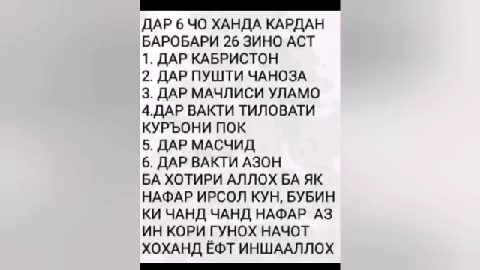 ДАР 6 ЧО ХАНДА КАРДАН
БАРОБАРИ 26 ЗИНО АСТ
1. ДАР КАБРИСТОН
2. ДАР ПУШТИ ЧАНОЗА
3. ДАР МАЧЛИСИ УЛАМО
4.ДАР ВАКТИ ТИЛОВАТИ
КУРЪОНИ ПОК
5. ДАР МАСЧИД
6. ДАР ВАКТИ АЗОН
БА ХОТИРИ АЛЛОХ БА ЯК
НАФАР ИРСОЛ КУН, БУБИН
КИ ЧАНД ЧАНД НАФАР АЗ
ИН КОРИ ГУНОХ НАЧОТ
ХОХАНД ЁФТ ИНШААЛЛОХ